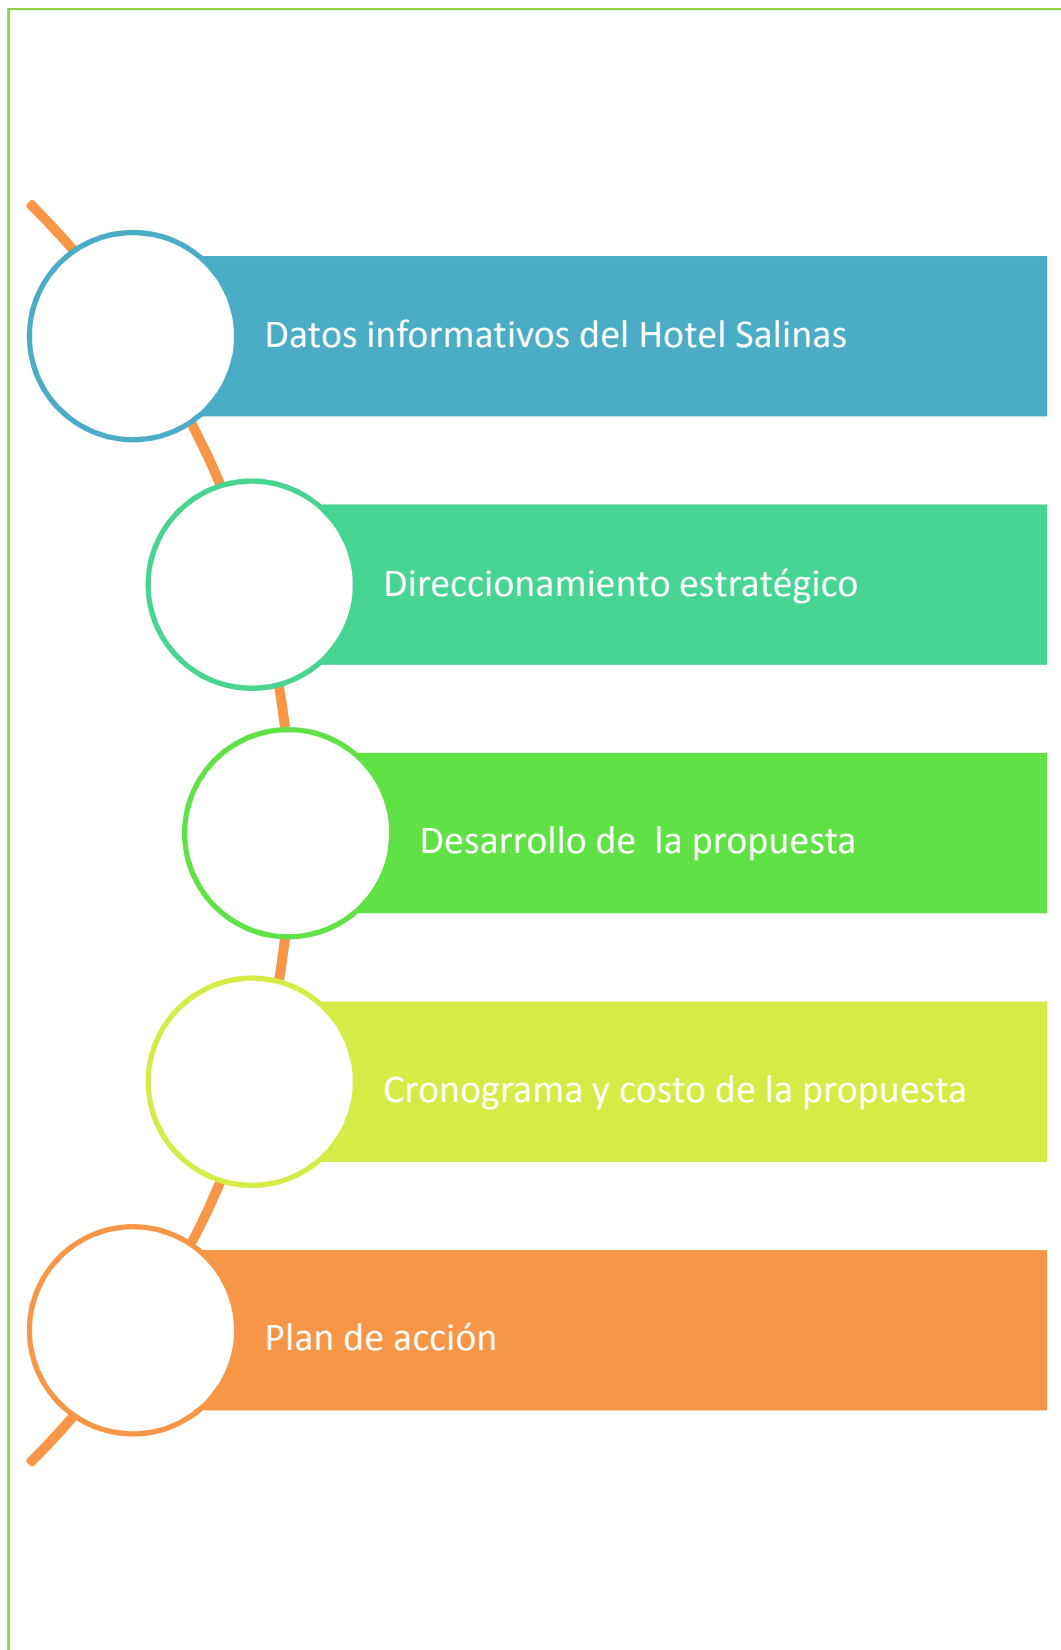 Datos informativos del Hotel Salinas
Direccionamiento estratégico
Desarrollo de  la propuesta
Cronograma y costo de la propuesta
Plan de acción